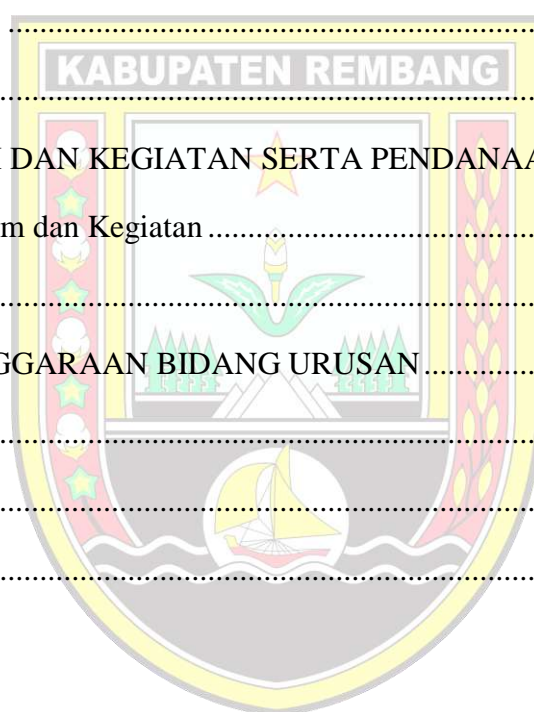 ..........................................................
KABUPATEN REMBANG
..........................................................
DAN KEGIATAN SERTA PENDANAA
m dan Kegiatan ..........................................
..........................................................
GGARAAN BIDANG URUSAN ..............
..........................................................
..........................................................
..........................................................